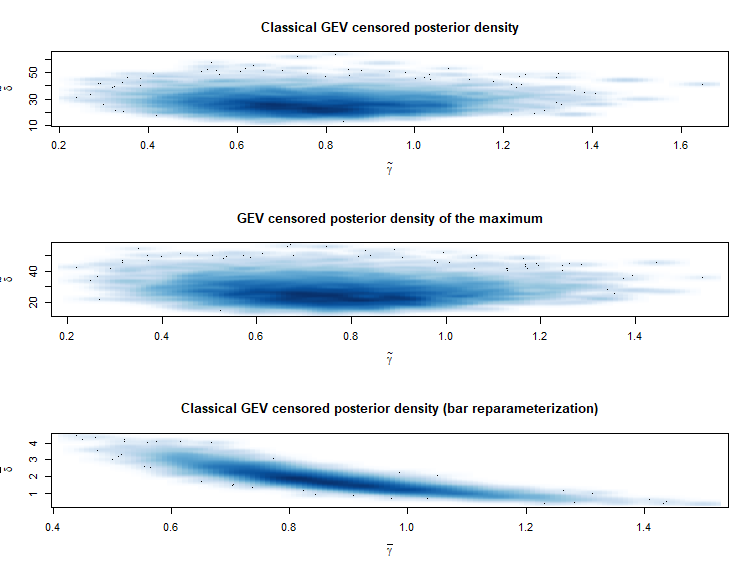 Classical GEV censored posterior density
δ̃
10 30 50
0.2 0.4 0.6 0.8 1.0 1.2 1.4 1.6
γ̃
GEV censored posterior density of the maximum
δ̃
20 40
0.2 0.4 0.6 0.8 1.0 1.2 1.4
γ̃
Classical GEV censored posterior density (bar reparameterization)
δ̅
1 2 3 4
0.4 0.6 0.8 1.0 1.2 1.4
γ̅